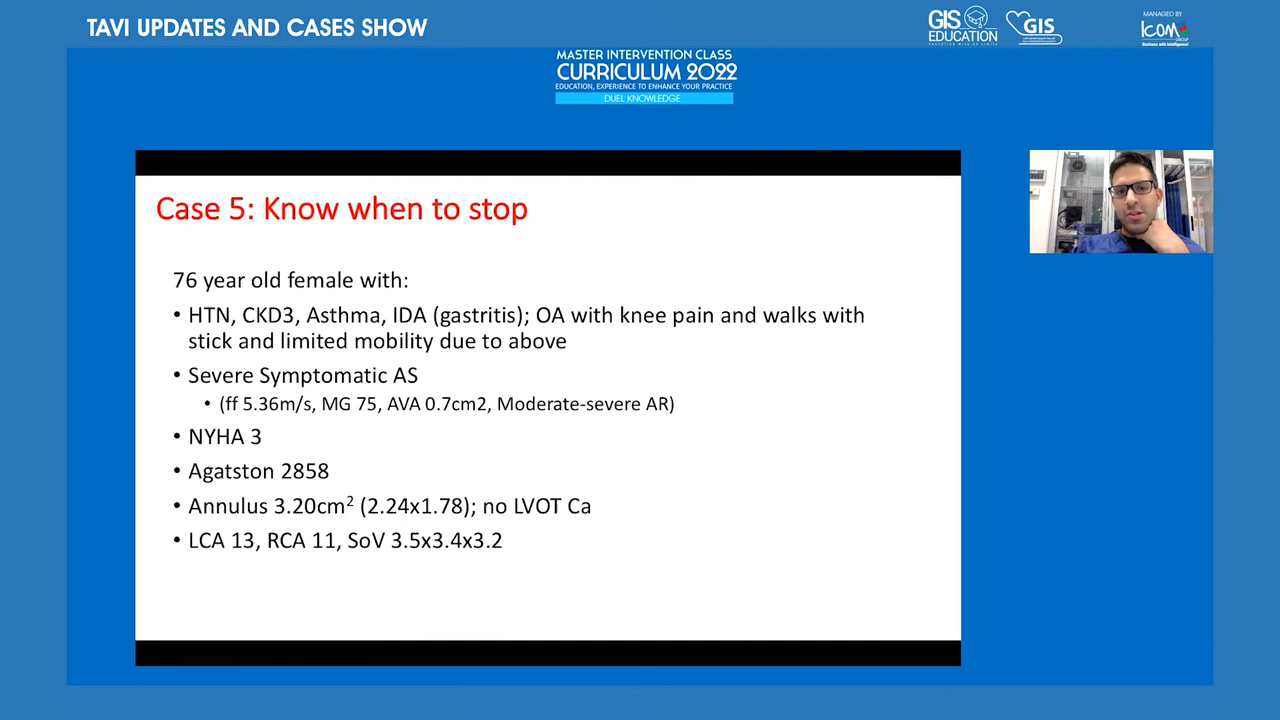 TAVI UPDATES AND CASES SHOW
GIS
EDUCATION
GIS
MANAGED BY
ICOM
GROUP
Business with Intelligence!
MASTER INTERVENTION CLASS
CURRICULUM 2022
EDUCATION, EXPERIENCE TO ENHANCE YOUR PRACTICE
DUEL KNOWLEDGE
Case 5: Know when to stop
76 year old female with:
• HTN, CKD3, Asthma, IDA (gastritis); OA with knee pain and walks with
stick and limited mobility due to above
• Severe Symptomatic AS
• (ff 5.36m/s, MG 75, AVA 0.7cm2, Moderate-severe AR)
• NYHA 3
• Agatston 2858
• Annulus 3.20cm² (2.24x1.78); no LVOT Ca
• LCA 13, RCA 11, SoV 3.5x3.4x3.2